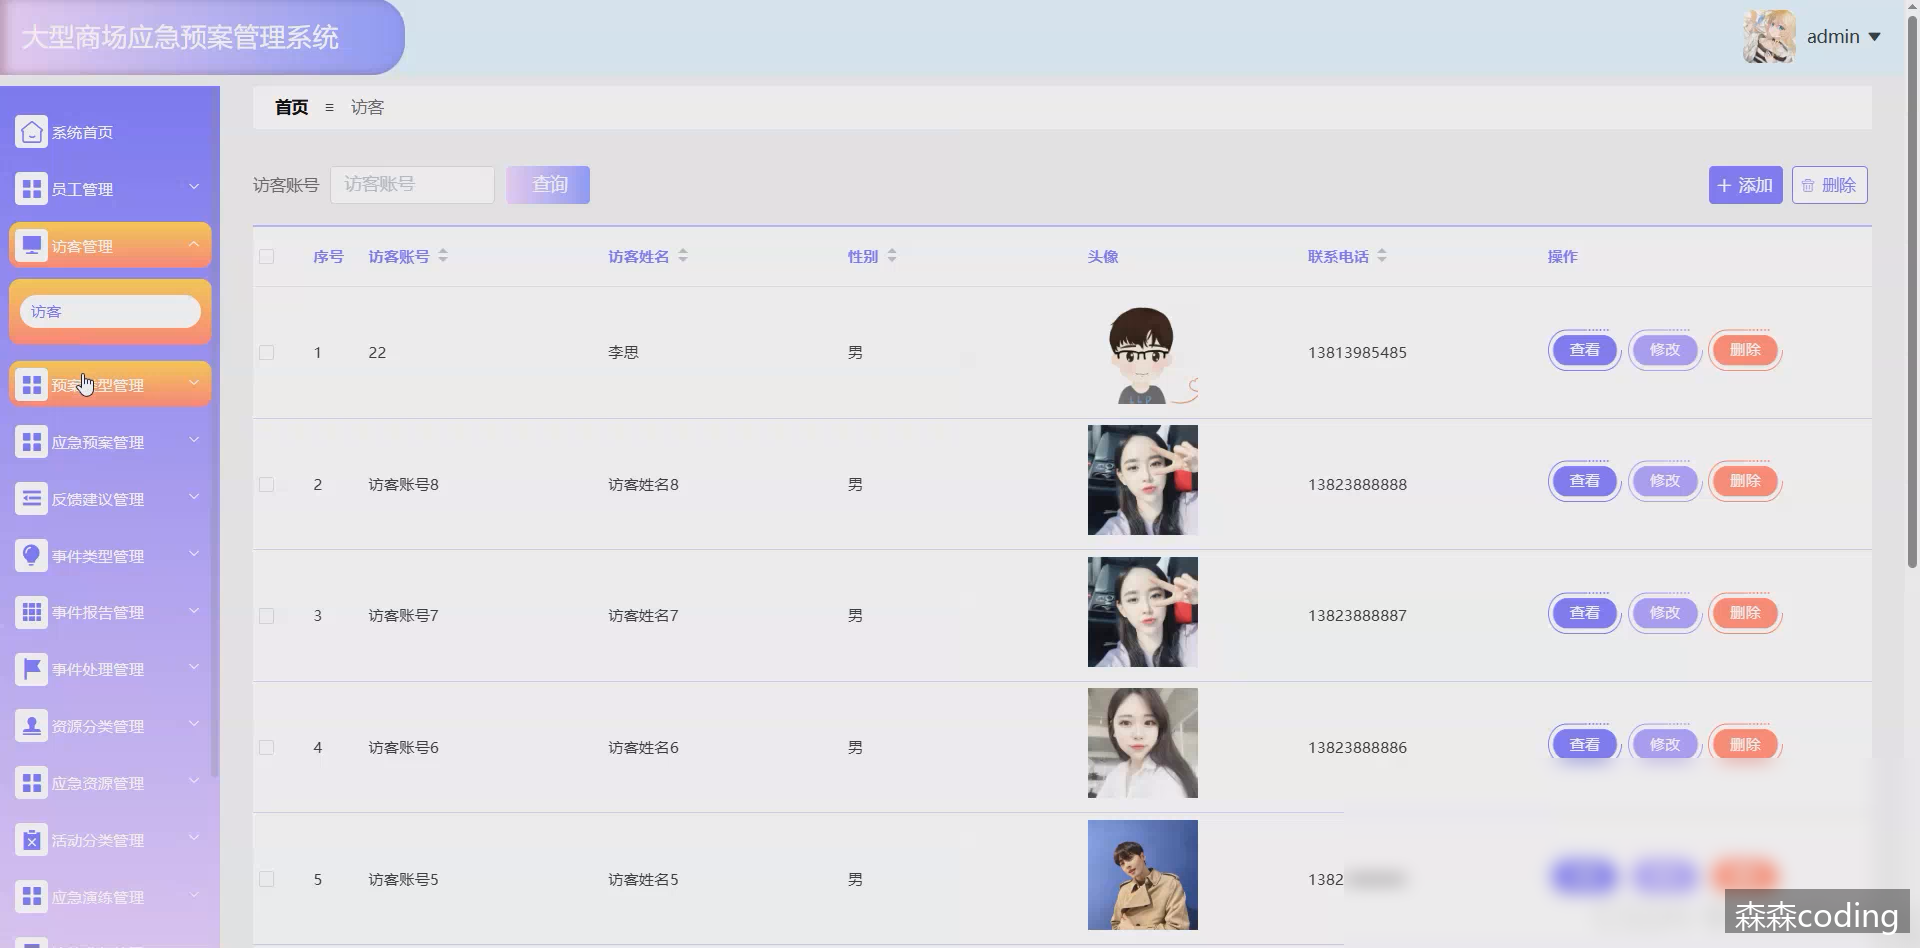 大型商场应急预案管理系统
admin
系统首页
员工管理
访客管理
访客
预案类型管理
应急预案管理
反馈建议管理
事件类型管理
事件报告管理
事件处理管理
资源分类管理
应急资源管理
活动分类管理
应急演练管理
首页 ≡ 访客
访客账号 访客账号 查询 + 添加 删除
序号 访客账号 访客姓名 性别 头像 联系电话 操作
1 22 李思 男 13813985485 查看 修改 删除
LLP
2 访客账号8 访客姓名8 男 13823888888 查看 修改 删除
3 访客账号7 访客姓名7 男 13823888887 查看 修改 删除
4 访客账号6 访客姓名6 男 13823888886 查看 修改 删除
5 访客账号5 访客姓名5 男 1382
森森coding